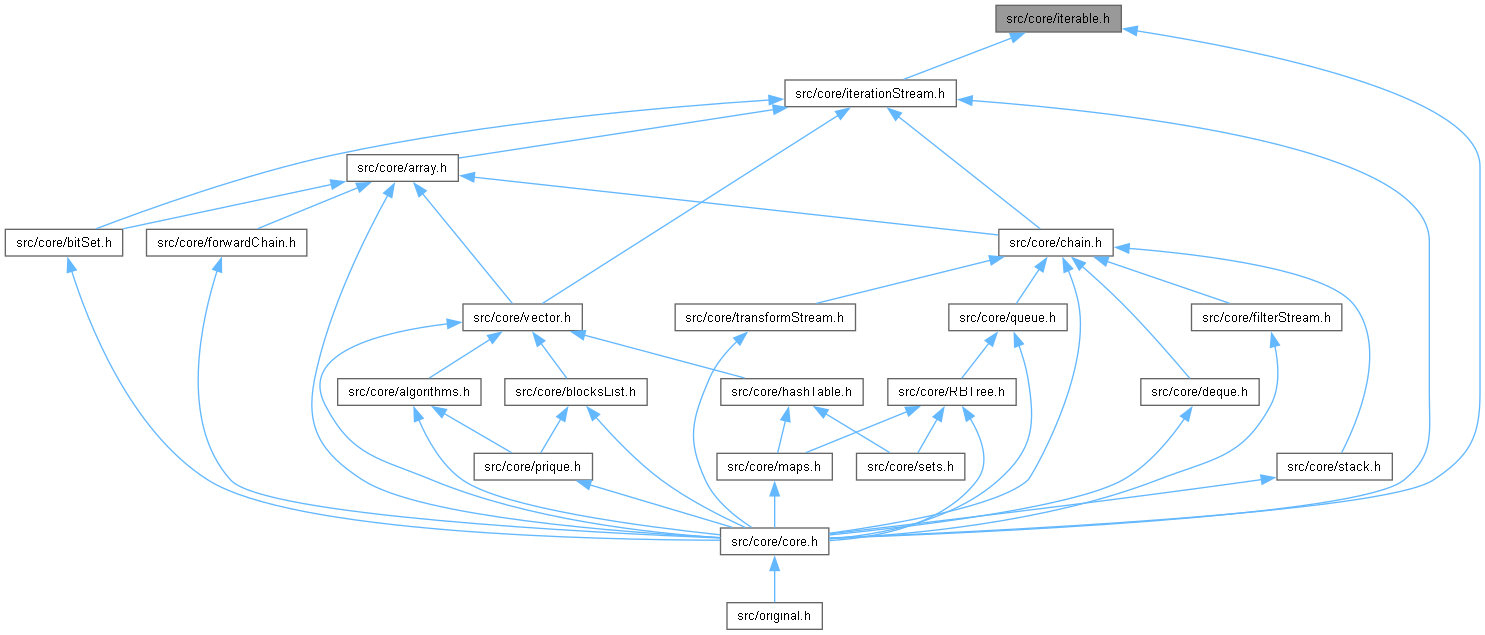 src/core/iterable.h
src/core/iterationStream.h
src/core/array.h
src/core/bitSet.h
src/core/forwardChain.h
src/core/chain.h
src/core/vector.h
src/core/transformStream.h
src/core/queue.h
src/core/filterStream.h
src/core/algorithms.h
src/core/blocksList.h
src/core/hashTable.h
src/core/RBTree.h
src/core/deque.h
src/core/prique.h
src/core/maps.h
src/core/sets.h
src/core/stack.h
src/core/core.h
src/original.h